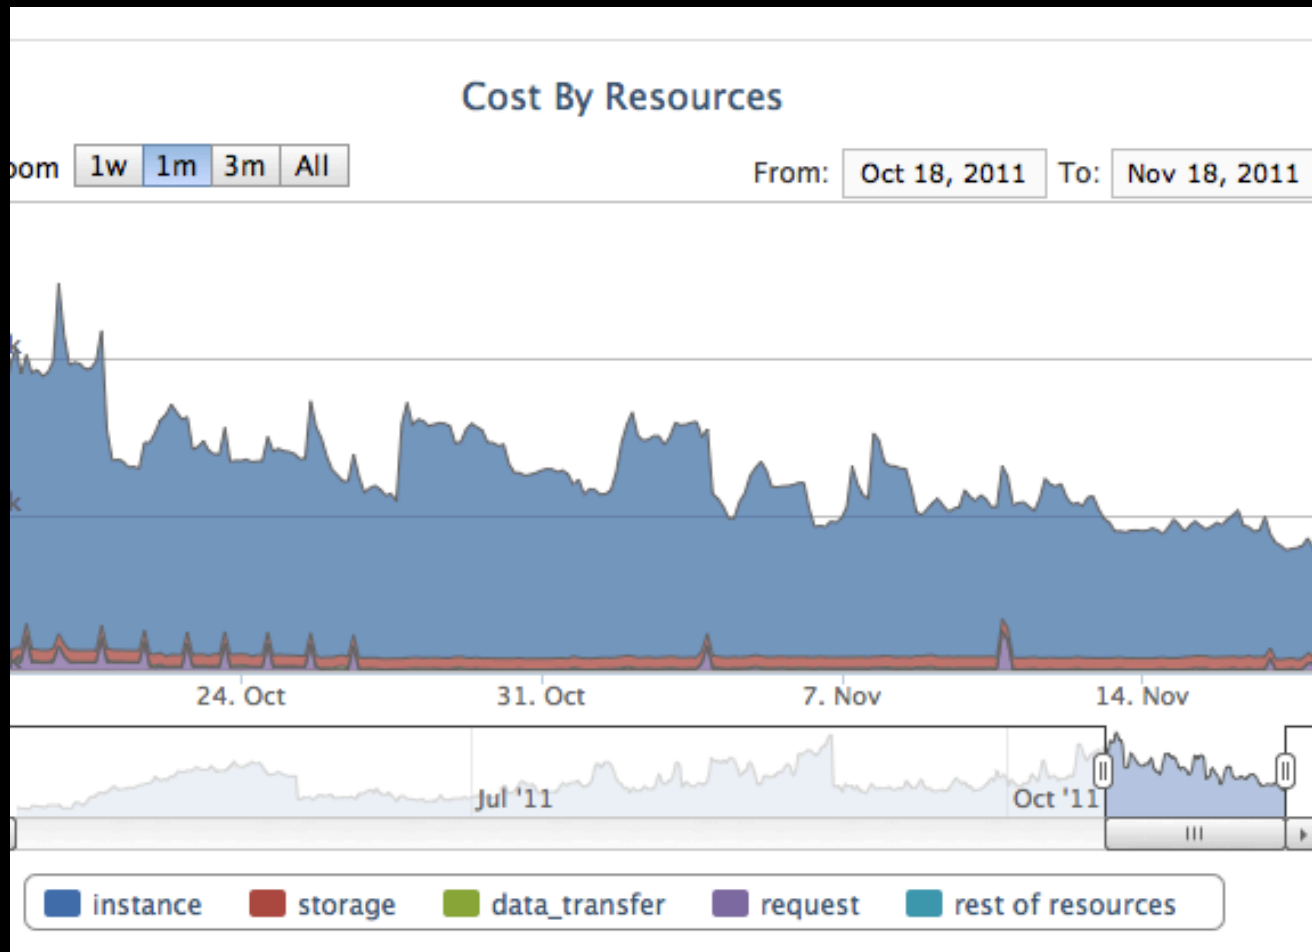 Cost By Resources
oom 1w 1m 3m All From: Oct 18, 2011 To: Nov 18, 2011
k
k
k
24. Oct 31. Oct 7. Nov 14. Nov
Jul '11 Oct '11
instance storage data_transfer request rest of resources